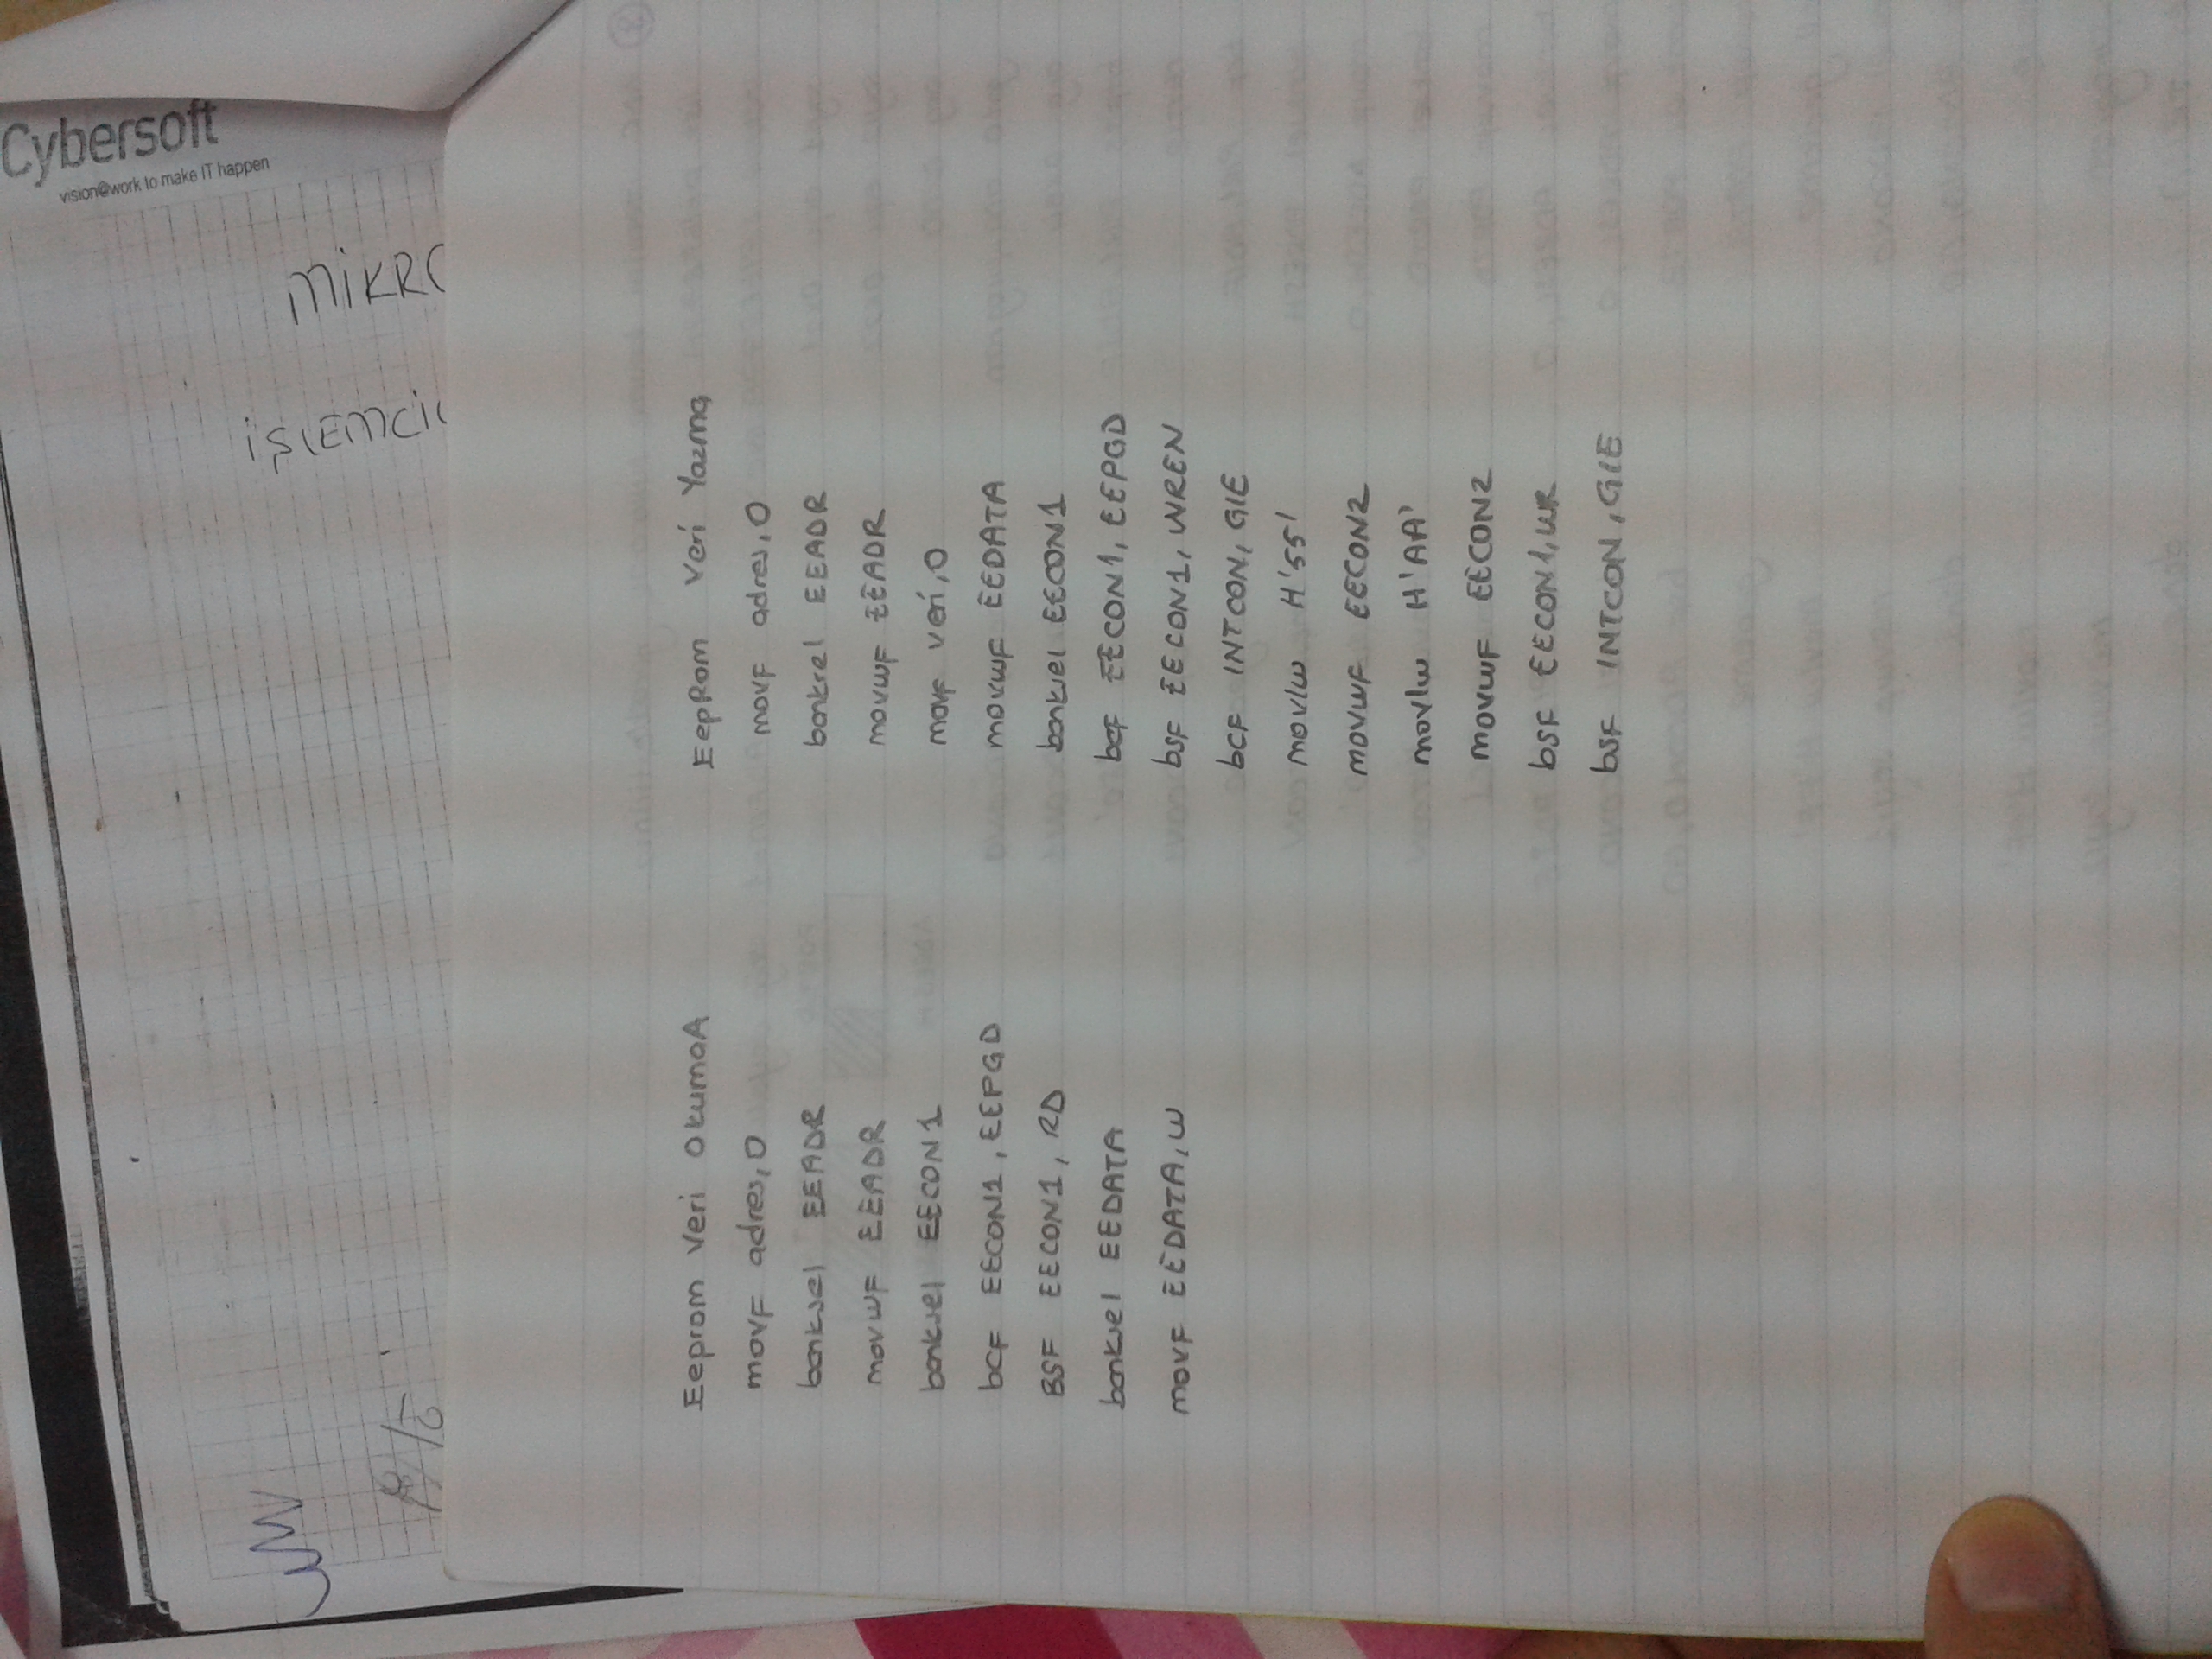 Cybersoft
vision@work to make IT happen
MİKRO
İŞLEMCİ
Eeprom Veri OkumaA
movF adres,0
banksel EEADR
movwF EEADR
banksel EECON1
bcF EECON1, EEPGD
BSF EECON1, RD
banksel EEDATA
movF EEDATA,W
EepRom Veri Yazma
movF adres,0
banksel EEADR
movwF EEADR
movF veri,0
movwF EEDATA
banksel EECON1
bcF EECON1, EEPGD
bsF EECON1, WREN
bcF INTCON, GIE
movlw H'55'
movwF EECON2
movlw H'AA'
movwF EECON2
bsF EECON1,WR
bsF INTCON, GIE